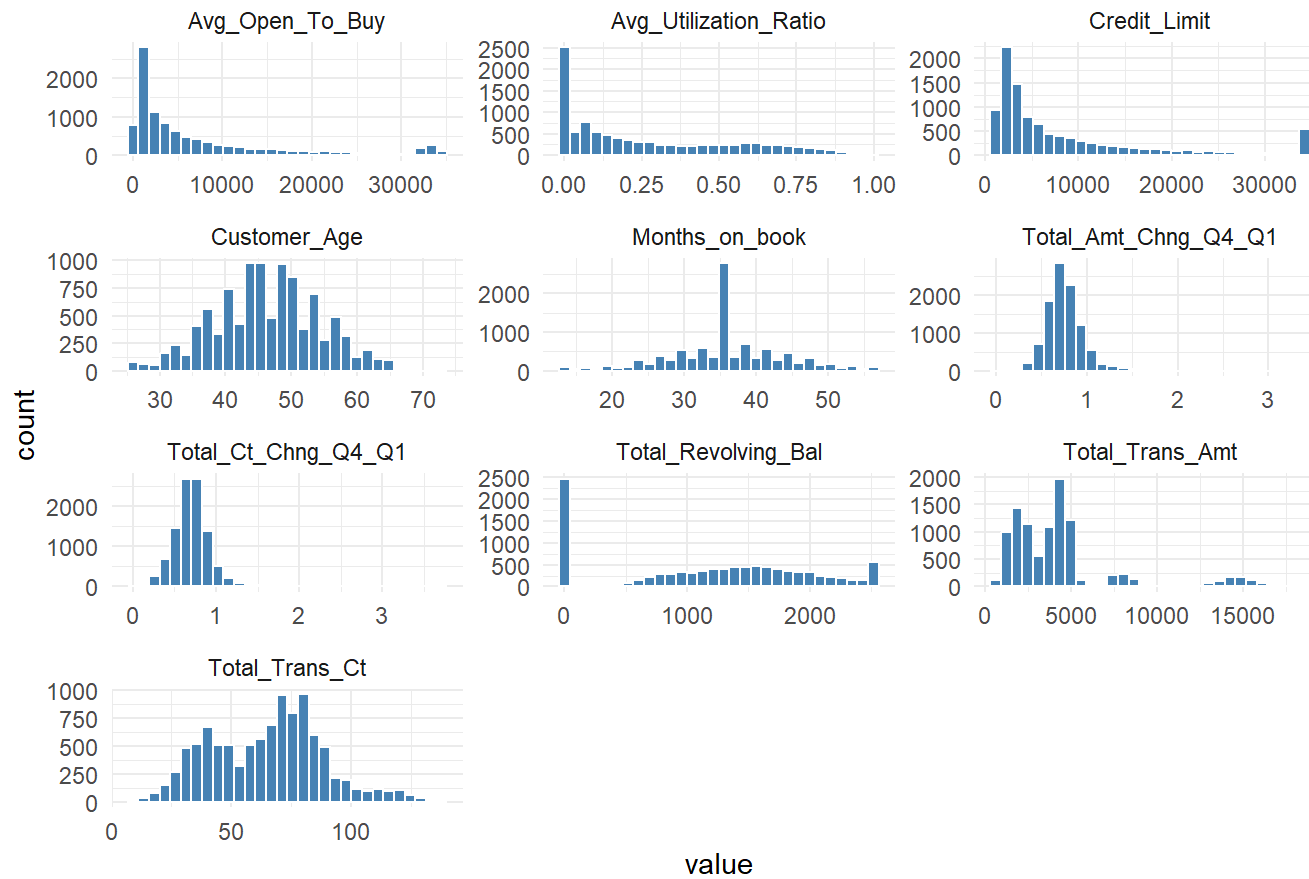 Avg_Open_To_Buy
Avg_Utilization_Ratio
Credit_Limit
2000
1000
0
0 10000 20000 30000
2500
2000
1500
1000
500
0
0.00 0.25 0.50 0.75 1.00
2000
1500
1000
500
0
0 10000 20000 30000
Customer_Age
Months_on_book
Total_Amt_Chng_Q4_Q1
1000
750
500
250
0
30 40 50 60 70
2000
1000
0
20 30 40 50
2000
1000
0
0 1 2 3
count
Total_Ct_Chng_Q4_Q1
Total_Revolving_Bal
Total_Trans_Amt
2000
1000
0
0 1 2 3
2500
2000
1500
1000
500
0
0 1000 2000
2000
1500
1000
500
0
0 5000 10000 15000
Total_Trans_Ct
1000
750
500
250
0
0 50 100
value